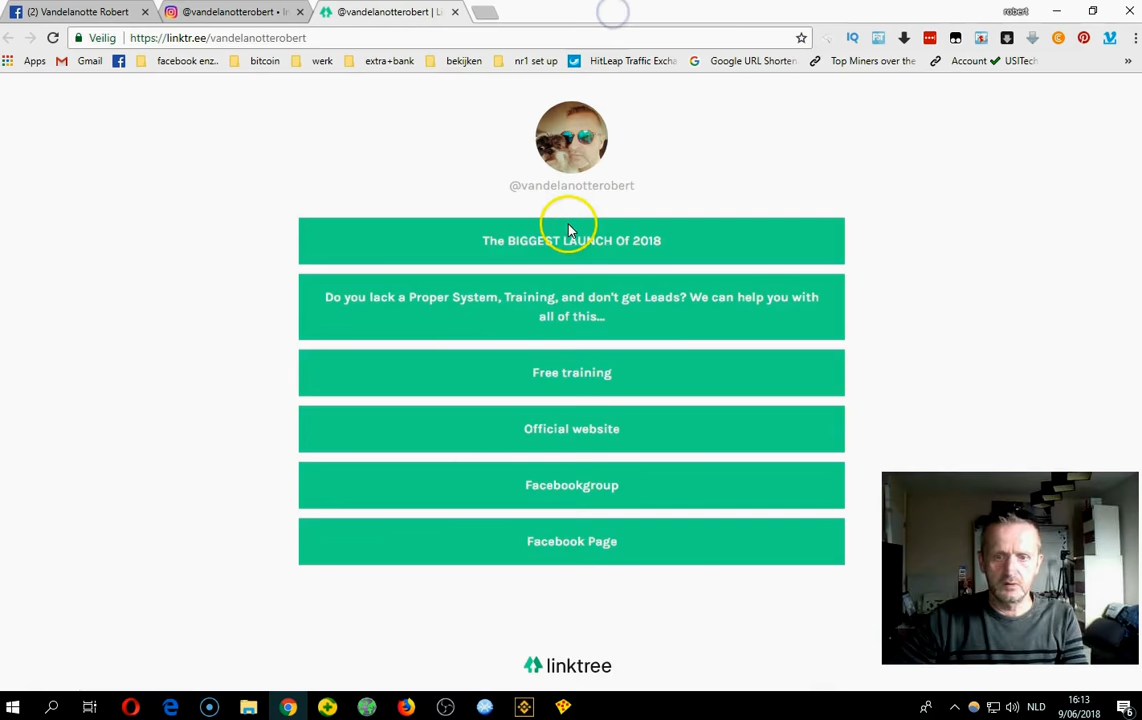 (2) Vandelanotte Robert
@vandelanotterobert • In
@vandelanotterobert | Li
robert
Veilig
https://linktr.ee/vandelanotterobert
Apps
Gmail
facebook enz..
bitcoin
werk
extra+bank
bekijken
nr1 set up
HitLeap Traffic Excha
Google URL Shorten
Top Miners over the
Account ✔ USITech
»
@vandelanotterobert
The BIGGEST LAUNCH Of 2018
Do you lack a Proper System, Training, and don't get Leads? We can help you with
all of this...
Free training
Official website
Facebookgroup
Facebook Page
linktree
NLD
16:13
9/06/2018
6